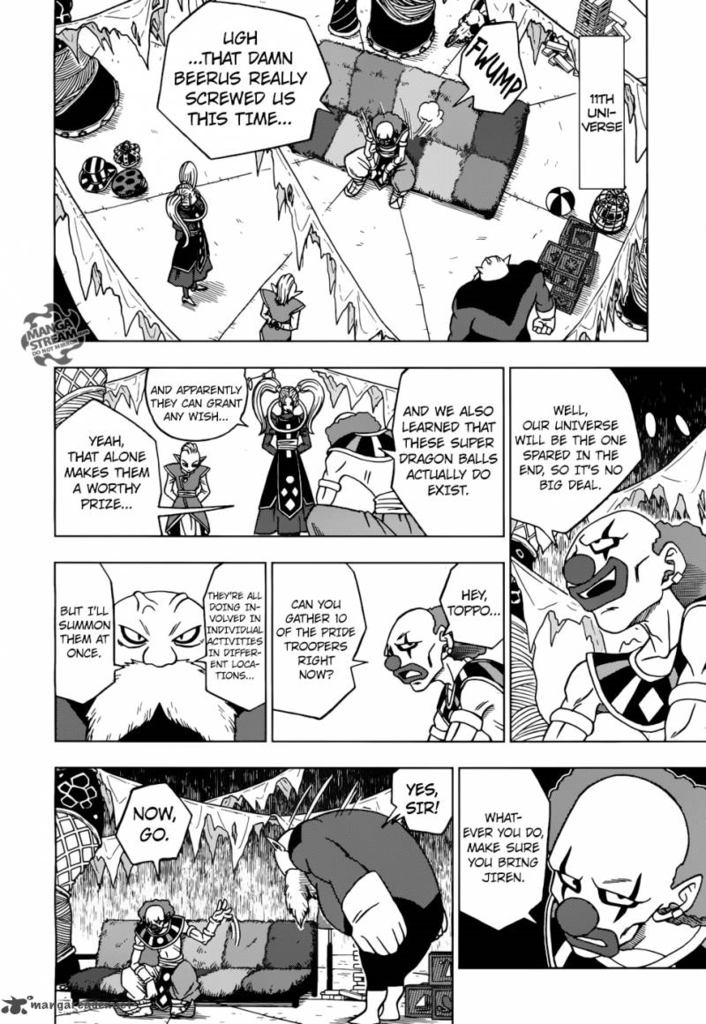 UGH
...THAT DAMN
BEERUS REALLY
SCREWED US
THIS TIME...
FWUMP
11TH
UNI-
VERSE
MANGA
STREAM
WELL,
OUR UNIVERSE
WILL BE THE ONE
SPARED IN THE
END, SO IT'S NO
BIG DEAL.
AND WE ALSO
LEARNED THAT
THESE SUPER
DRAGON BALLS
ACTUALLY DO
EXIST.
AND APPARENTLY
THEY CAN GRANT
ANY WISH...
YEAH,
THAT ALONE
MAKES THEM
A WORTHY
PRIZE...
HEY,
TOPPO...
CAN YOU
GATHER 10
OF THE PRIDE
TROOPERS
RIGHT
NOW?
THEY'RE ALL
DOING IN-
VOLVED IN
INDIVIDUAL
ACTIVITIES
IN DIFFER-
ENT LOCA-
TIONS...
BUT I'LL
SUMMON
THEM AT
ONCE.
WHAT-
EVER YOU DO,
MAKE SURE
YOU BRING
JIREN.
YES,
SIR!
NOW,
GO.